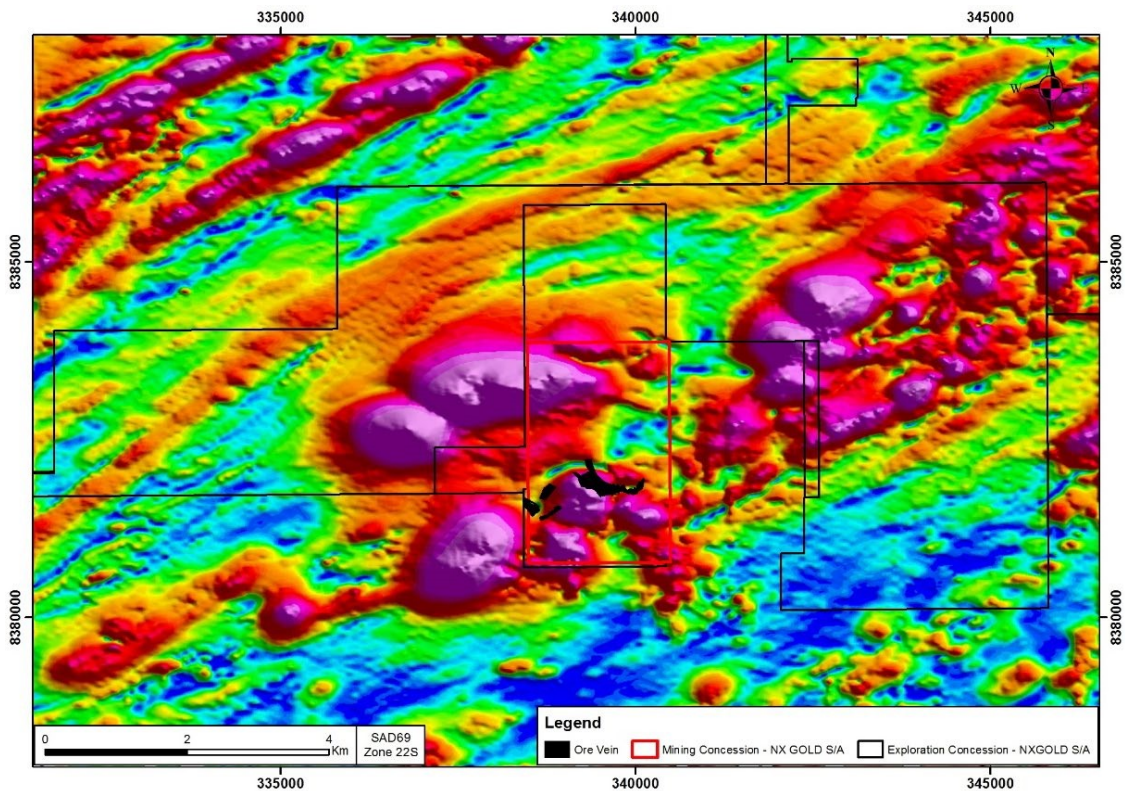 335000 340000 345000
N
W E
S
8385000 8385000
8380000 8380000
0 2 4
Km
SAD69
Zone 22S
Legend
Ore Vein Mining Concession - NX GOLD S/A Exploration Concession - NXGOLD S/A
335000 340000 345000